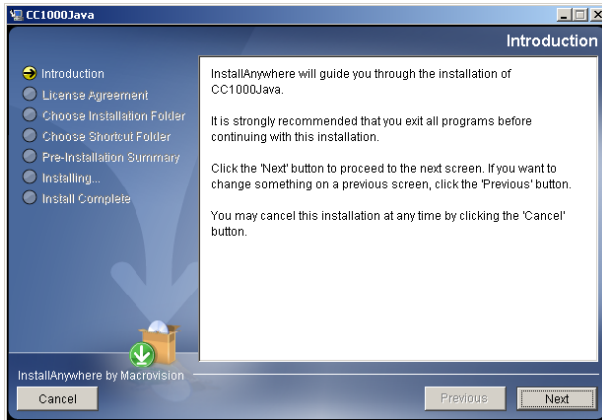 CC1000Java
Introduction
Introduction
License Agreement
Choose Installation Folder
Choose Shortcut Folder
Pre-Installation Summary
Installing...
Install Complete
InstallAnywhere will guide you through the installation of
CC1000Java.
It is strongly recommended that you exit all programs before
continuing with this installation.
Click the 'Next' button to proceed to the next screen. If you want to
change something on a previous screen, click the 'Previous' button.
You may cancel this installation at any time by clicking the 'Cancel'
button.
InstallAnywhere by Macrovision
Cancel
Previous
Next